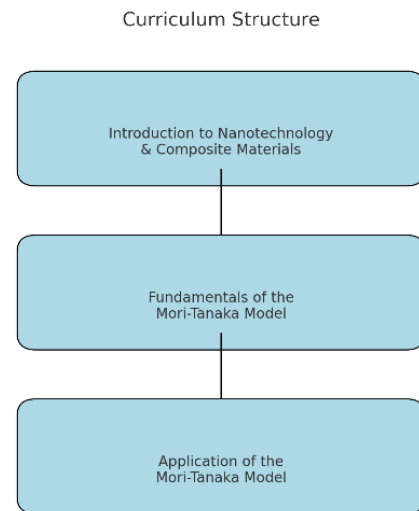 Curriculum Structure
Introduction to Nanotechnology
& Composite Materials
Fundamentals of the
Mori-Tanaka Model
Application of the
Mori-Tanaka Model